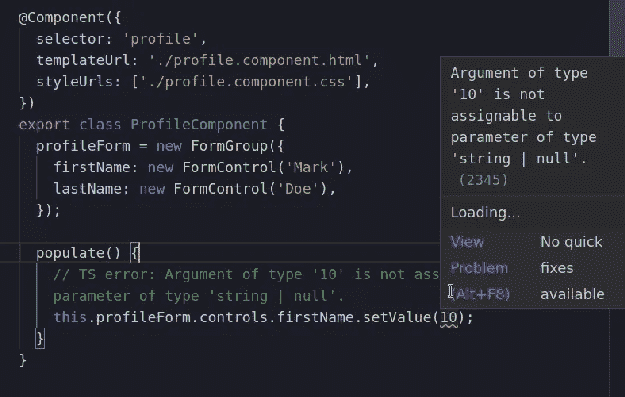 @Component({
selector: 'profile',
templateUrl: './profile.component.html',
styleUrls: ['./profile.component.css'],
})
export class ProfileComponent {
profileForm = new FormGroup({
firstName: new FormControl('Mark'),
lastName: new FormControl('Doe'),
});
populate() {
// TS error: Argument of type '10' is not ass
parameter of type 'string | null'.
this.profileForm.controls.firstName.setValue(10);
}
}
Argument of type
'10' is not
assignable to
parameter of type
'string | null'.
(2345)
Loading...
View Problem (Alt+F8)
No quick fixes available